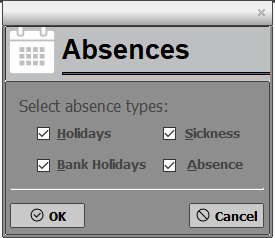 Absences
Select absence types:
Holidays Sickness
Bank Holidays Absence
OK Cancel